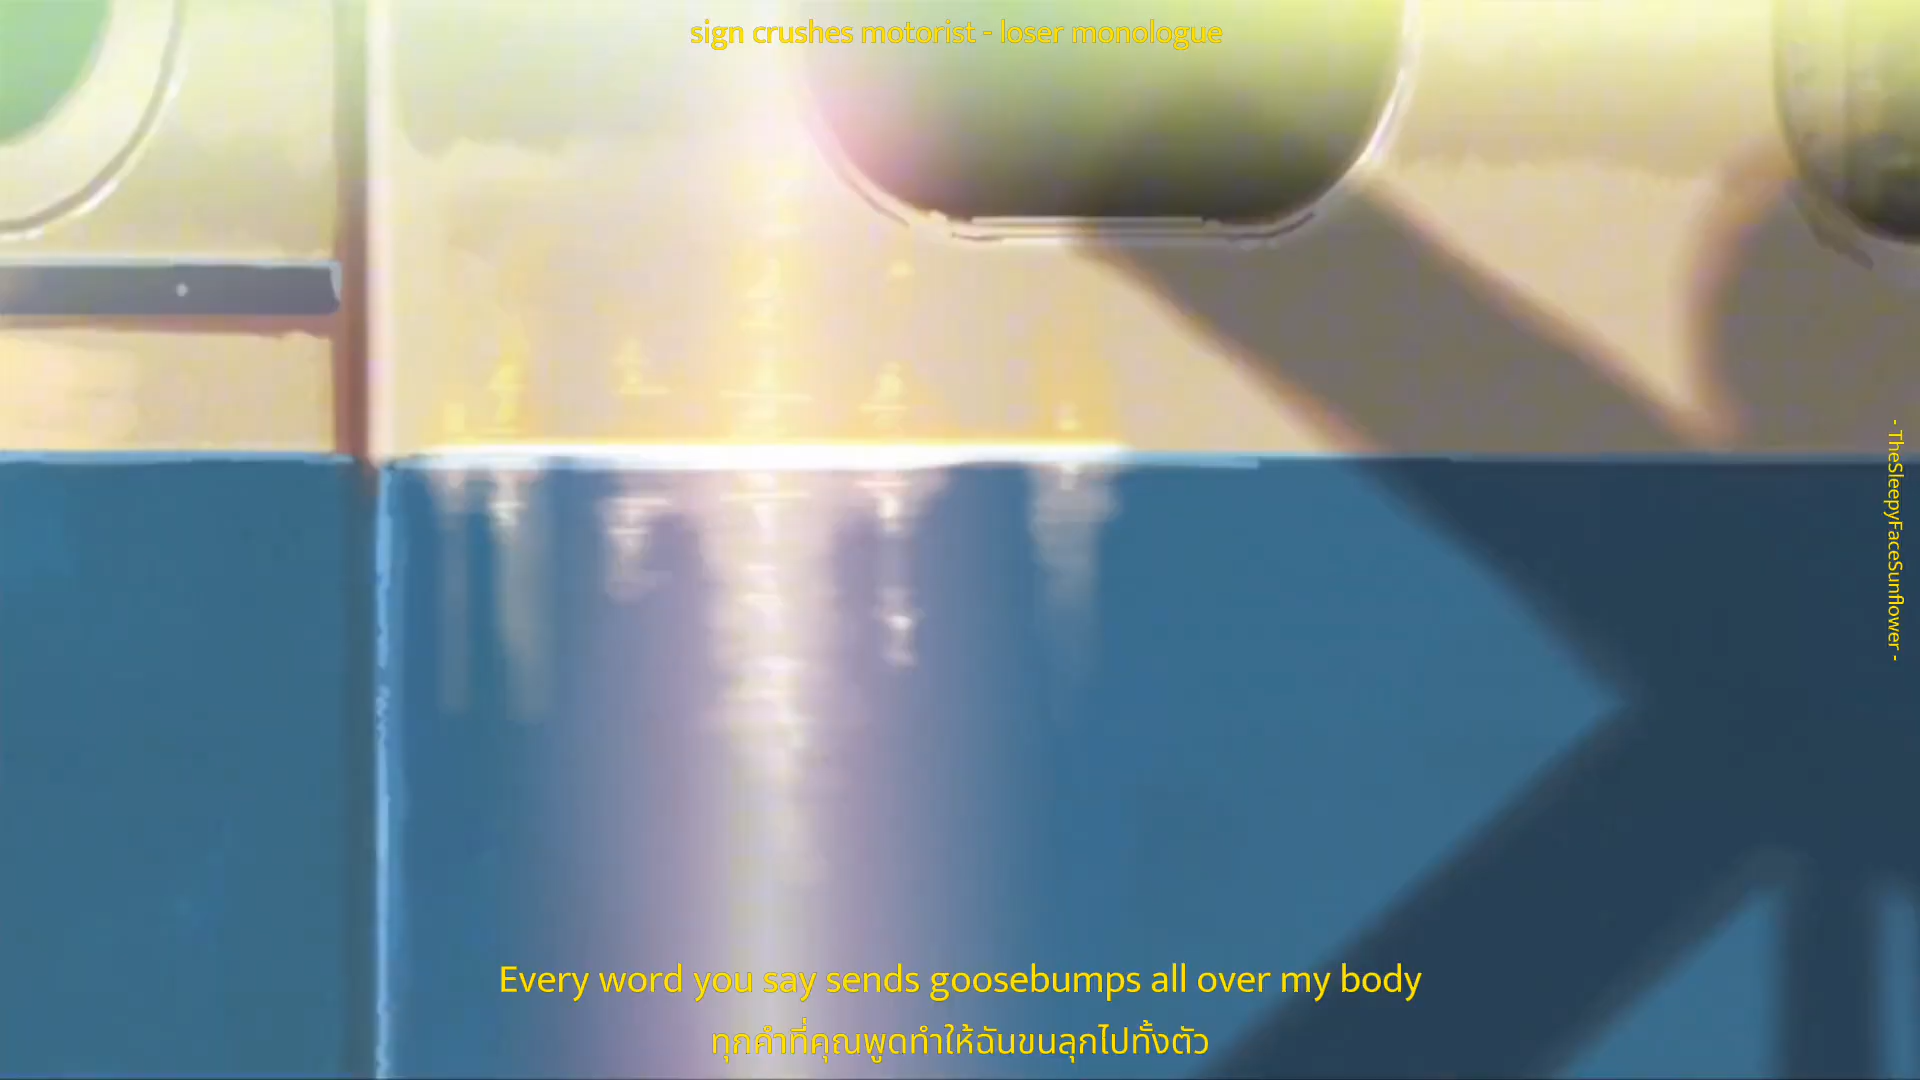 sign crushes motorist - loser monologue
- TheSleepyFaceSunflower -
Every word you say sends goosebumps all over my body
ทุกคำที่คุณพูดทำให้ฉันขนลุกไปทั้งตัว